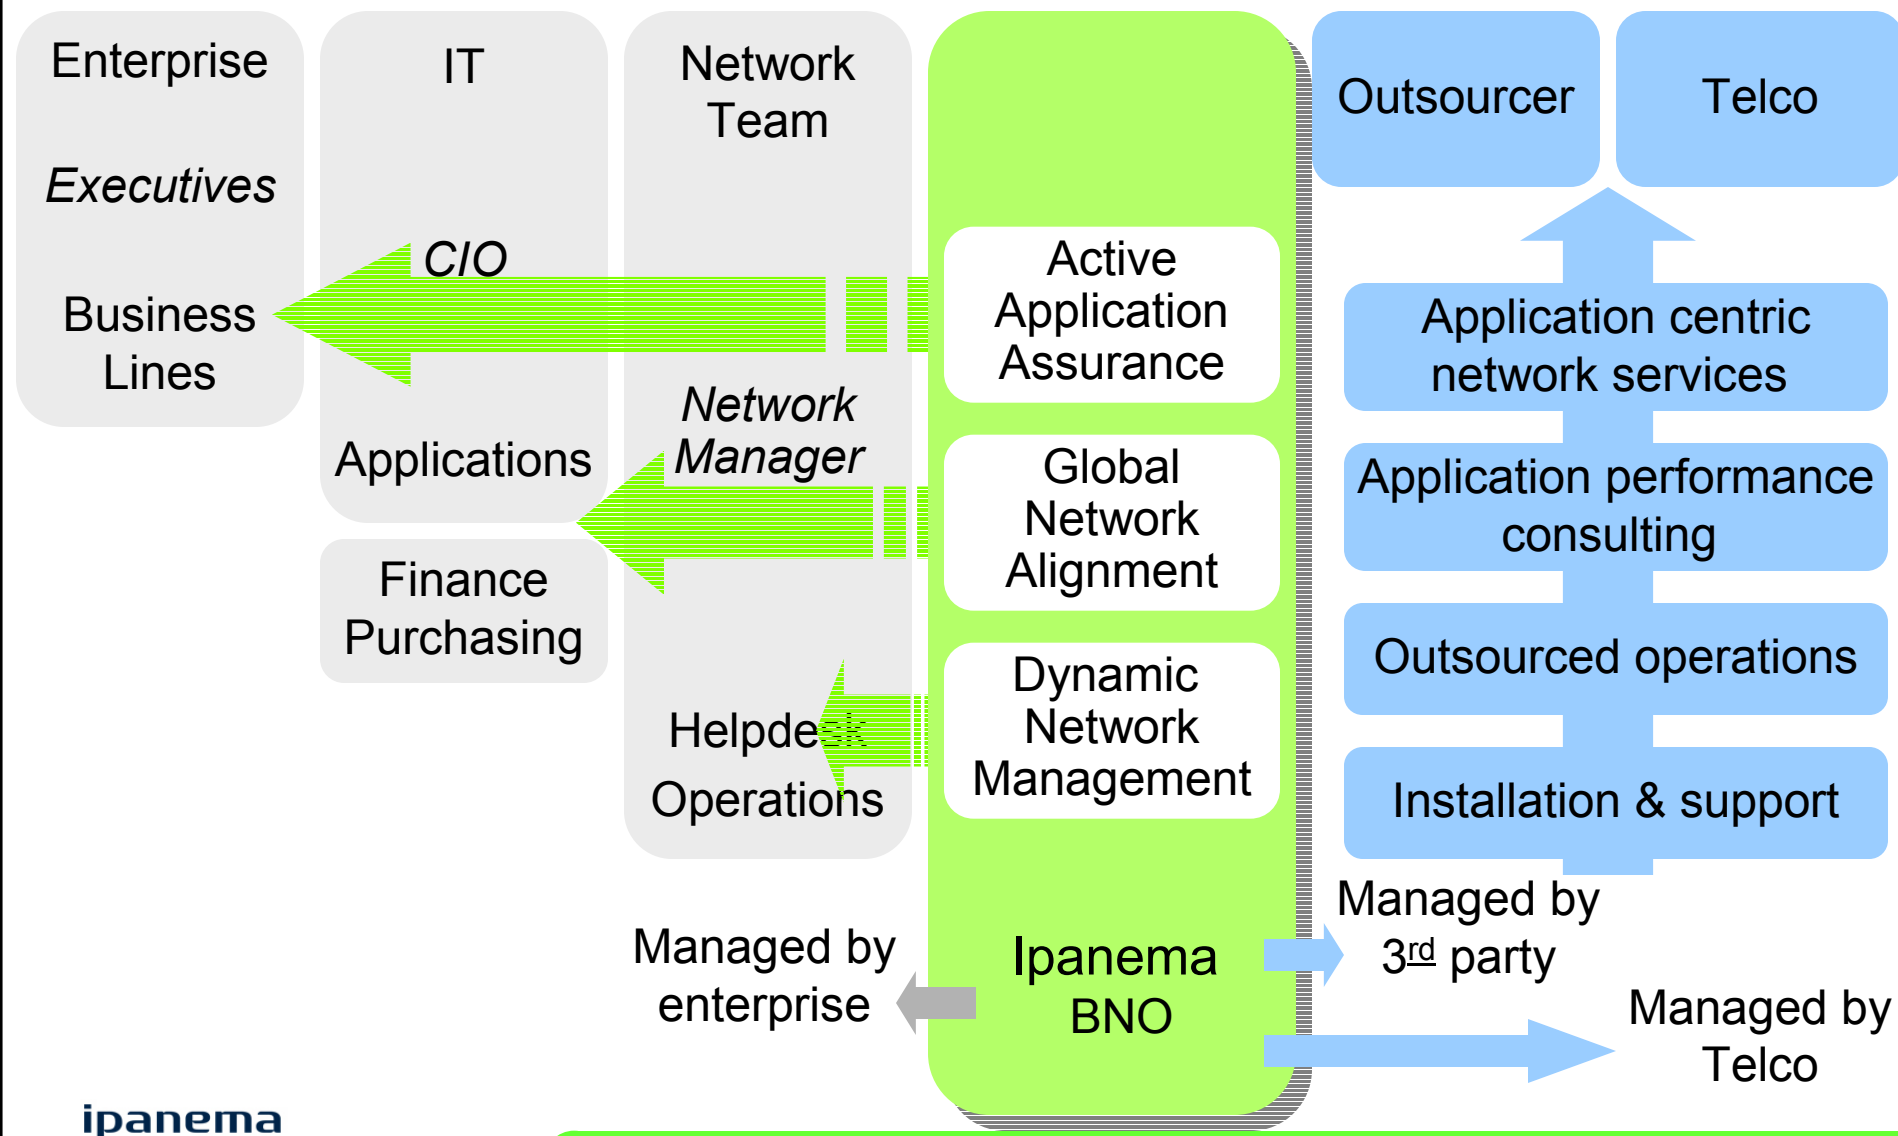 Enterprise
Executives
Business
Lines
IT
CIO
Applications
Finance
Purchasing
Network
Team
Network
Manager
Helpdesk
Operations
Managed by
enterprise
Active
Application
Assurance
Global
Network
Alignment
Dynamic
Network
Management
Ipanema
BNO
Outsourcer
Telco
Application centric
network services
Application performance
consulting
Outsourced operations
Installation & support
Managed by
3rd party
Managed by
Telco
ipanema